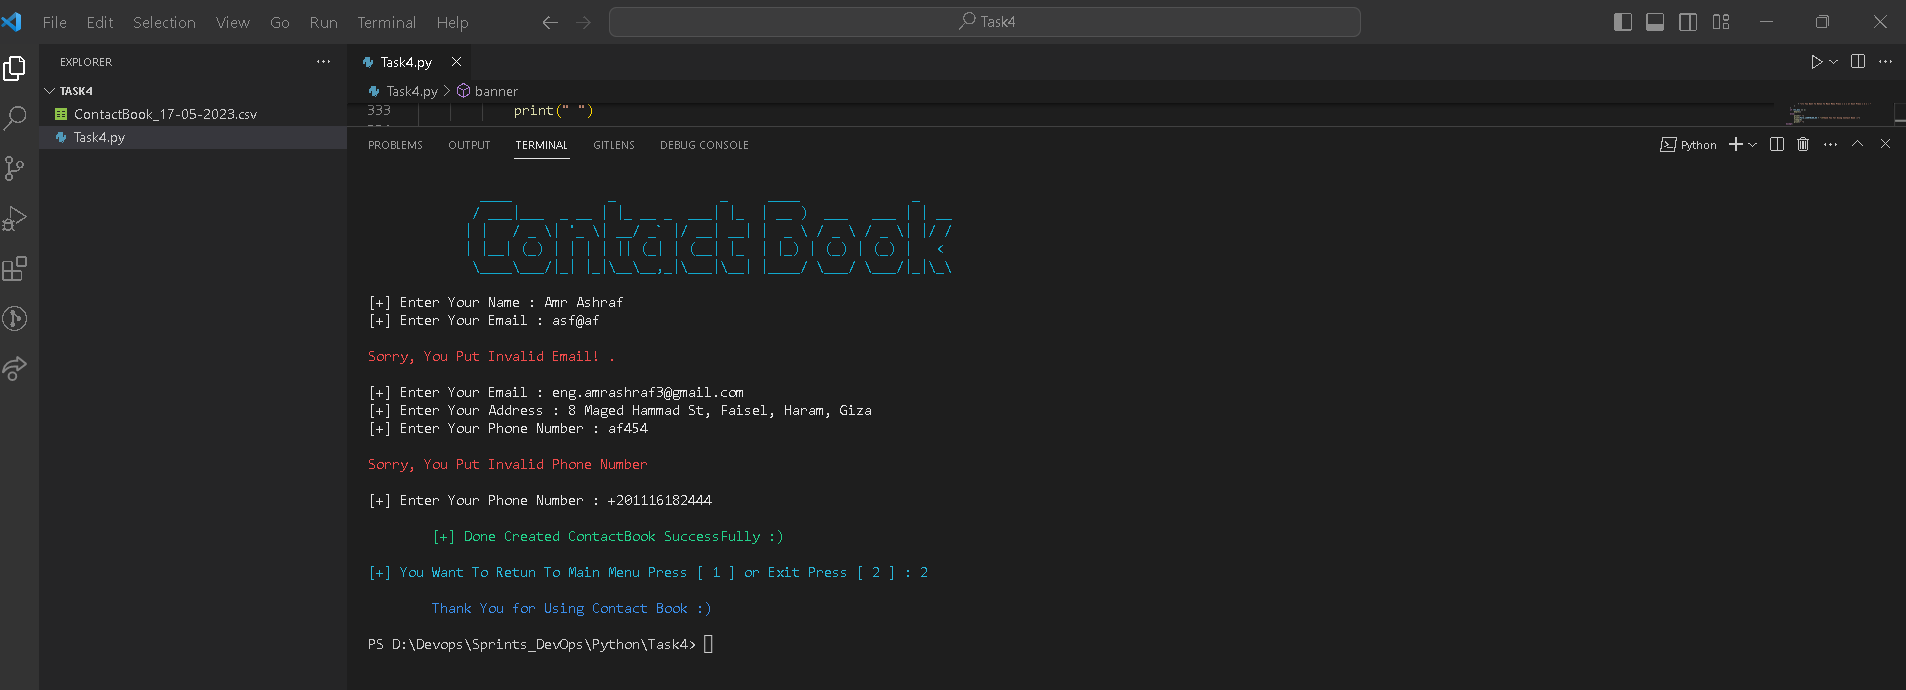 File Edit Selection View Go Run Terminal Help
Task4
EXPLORER
TASK4
ContactBook_17-05-2023.csv
Task4.py
Task4.py
Task4.py > banner
333 print(" ")
PROBLEMS OUTPUT TERMINAL GITLENS DEBUG CONSOLE
Python
Contact Book
[+] Enter Your Name : Amr Ashraf
[+] Enter Your Email : asf@af
Sorry, You Put Invalid Email! .
[+] Enter Your Email : eng.amrashraf3@gmail.com
[+] Enter Your Address : 8 Maged Hammad St, Faisel, Haram, Giza
[+] Enter Your Phone Number : af454
Sorry, You Put Invalid Phone Number
[+] Enter Your Phone Number : +201116182444
[+] Done Created ContactBook SuccessFully :)
[+] You Want To Retun To Main Menu Press [ 1 ] or Exit Press [ 2 ] : 2
Thank You for Using Contact Book :)
PS D:\Devops\Sprints_DevOps\Python\Task4>